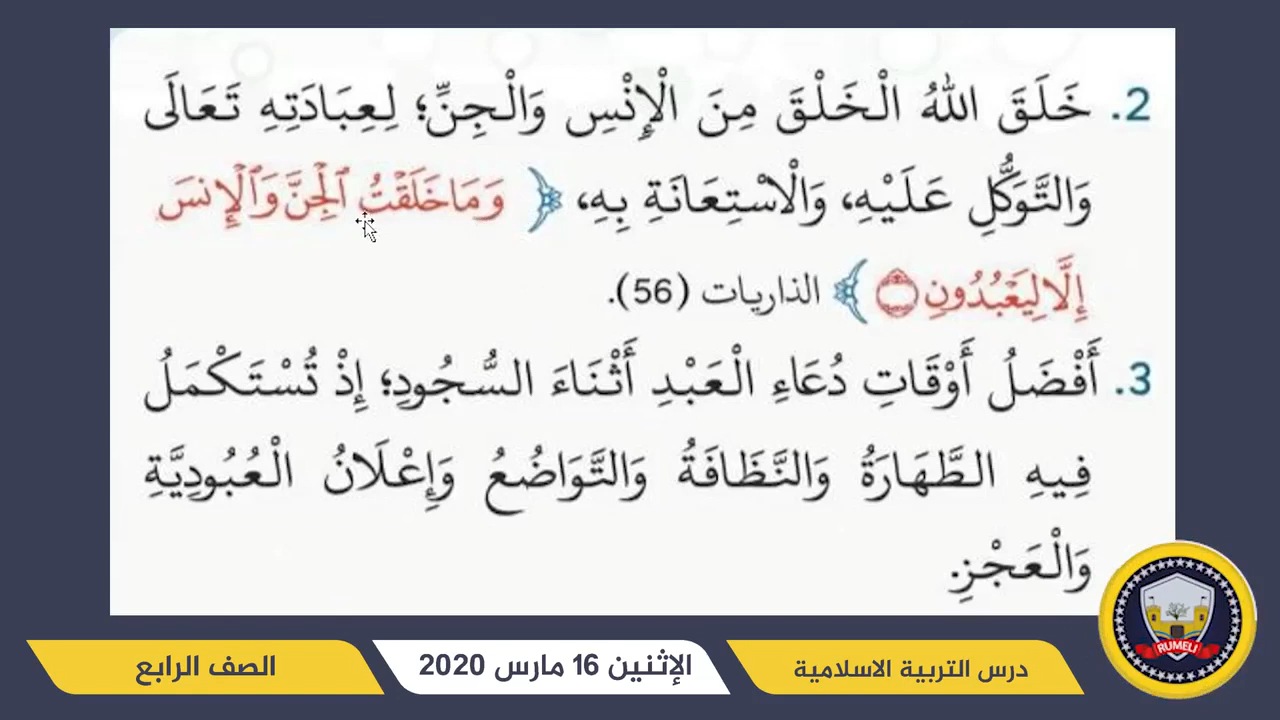 2. خَلَقَ اللهُ الْخَلْقَ مِنَ الْإِنْسِ وَالْجِنِّ؛ لِعِبَادَتِهِ تَعَالَى
وَالتَّوَكُّلِ عَلَيْهِ، وَالْاسْتِعَانَةِ بِهِ، ﴿ وَمَا خَلَقْتُ ٱلْجِنَّ وَٱلْإِنسَ
إِلَّا لِيَعْبُدُونِ ﴾ الذاريات (56).
3. أَفْضَلُ أَوْقَاتِ دُعَاءِ الْعَبْدِ أَثْنَاءَ السُّجُودِ؛ إِذْ تُسْتَكْمَلُ
فِيهِ الطَّهَارَةُ وَالنَّظَافَةُ وَالتَّوَاضُعُ وَإِعْلَانُ الْعُبُودِيَّةِ
وَالْعَجْزِ.
درس التربية الاسلامية
الإثنين 16 مارس 2020
الصف الرابع
RUMELI